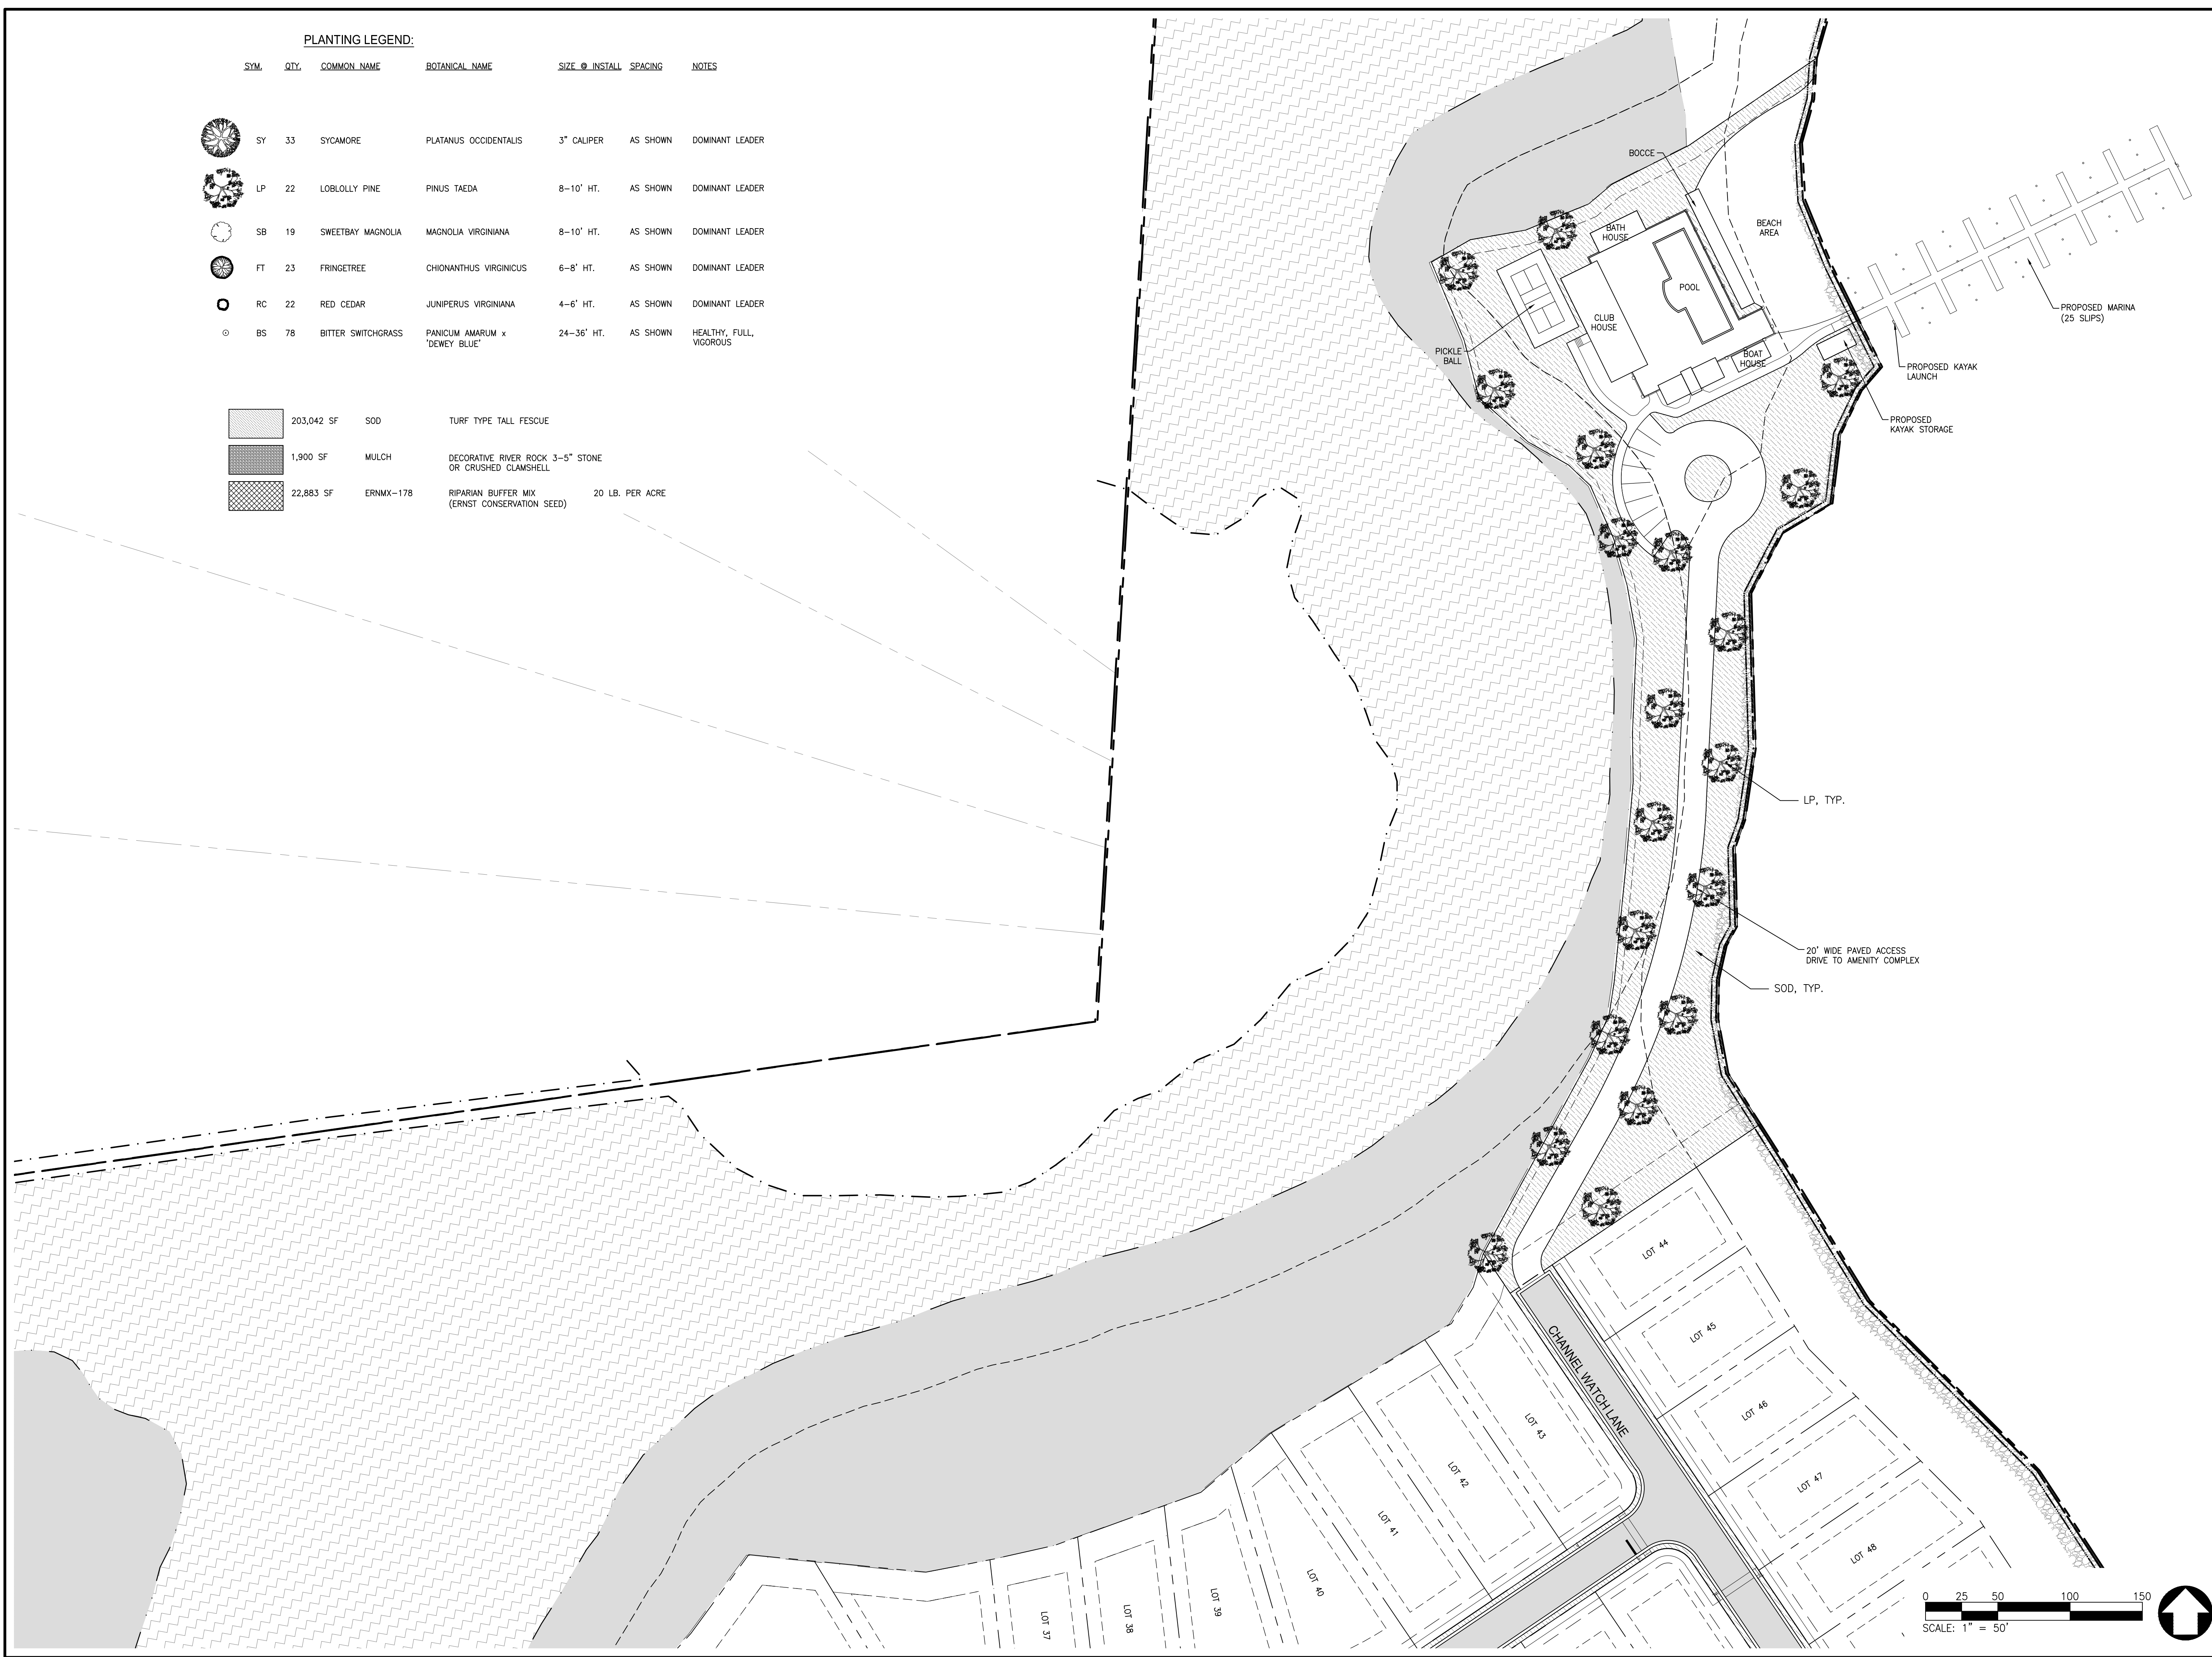 PLANTING LEGEND:
SYM. QTY. COMMON NAME BOTANICAL NAME SIZE @ INSTALL SPACING NOTES
SY 33 SYCAMORE PLATANUS OCCIDENTALIS 3" CALIPER AS SHOWN DOMINANT LEADER
LP 22 LOBLOLLY PINE PINUS TAEDA 8-10' HT. AS SHOWN DOMINANT LEADER
SB 19 SWEETBAY MAGNOLIA MAGNOLIA VIRGINIANA 8-10' HT. AS SHOWN DOMINANT LEADER
FT 23 FRINGETREE CHIONANTHUS VIRGINICUS 6-8' HT. AS SHOWN DOMINANT LEADER
RC 22 RED CEDAR JUNIPERUS VIRGINIANA 4-6' HT. AS SHOWN DOMINANT LEADER
BS 78 BITTER SWITCHGRASS PANICUM AMARUM x 24-36' HT. AS SHOWN HEALTHY, FULL,
'DEWEY BLUE' VIGOROUS
203,042 SF SOD TURF TYPE TALL FESCUE
1,900 SF MULCH DECORATIVE RIVER ROCK 3-5" STONE
OR CRUSHED CLAMSHELL
22,883 SF ERNMX-178 RIPARIAN BUFFER MIX 20 LB. PER ACRE
(ERNST CONSERVATION SEED)
BOCCE
BATH
HOUSE
BEACH
AREA
POOL
CLUB
HOUSE
PICKLE
BALL
BOAT
HOUSE
PROPOSED MARINA
(25 SLIPS)
PROPOSED KAYAK
LAUNCH
PROPOSED
KAYAK STORAGE
LP, TYP.
20' WIDE PAVED ACCESS
DRIVE TO AMENITY COMPLEX
SOD, TYP.
CHANNEL WATCH LANE
LOT 44
LOT 45
LOT 46
LOT 47
LOT 48
LOT 43
LOT 42
LOT 41
LOT 40
LOT 39
LOT 38
LOT 37
0 25 50 100 150
SCALE: 1" = 50'